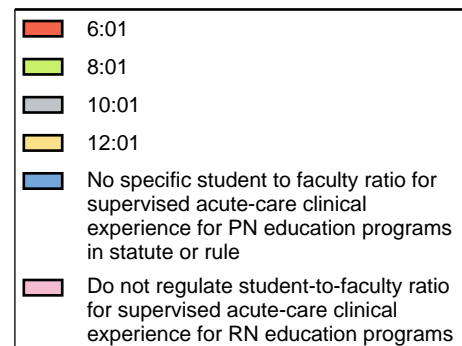 6:01
8:01
10:01
12:01
No specific student to faculty ratio for
supervised acute-care clinical
experience for PN education programs
in statute or rule
Do not regulate student-to-faculty ratio
for supervised acute-care clinical
experience for RN education programs